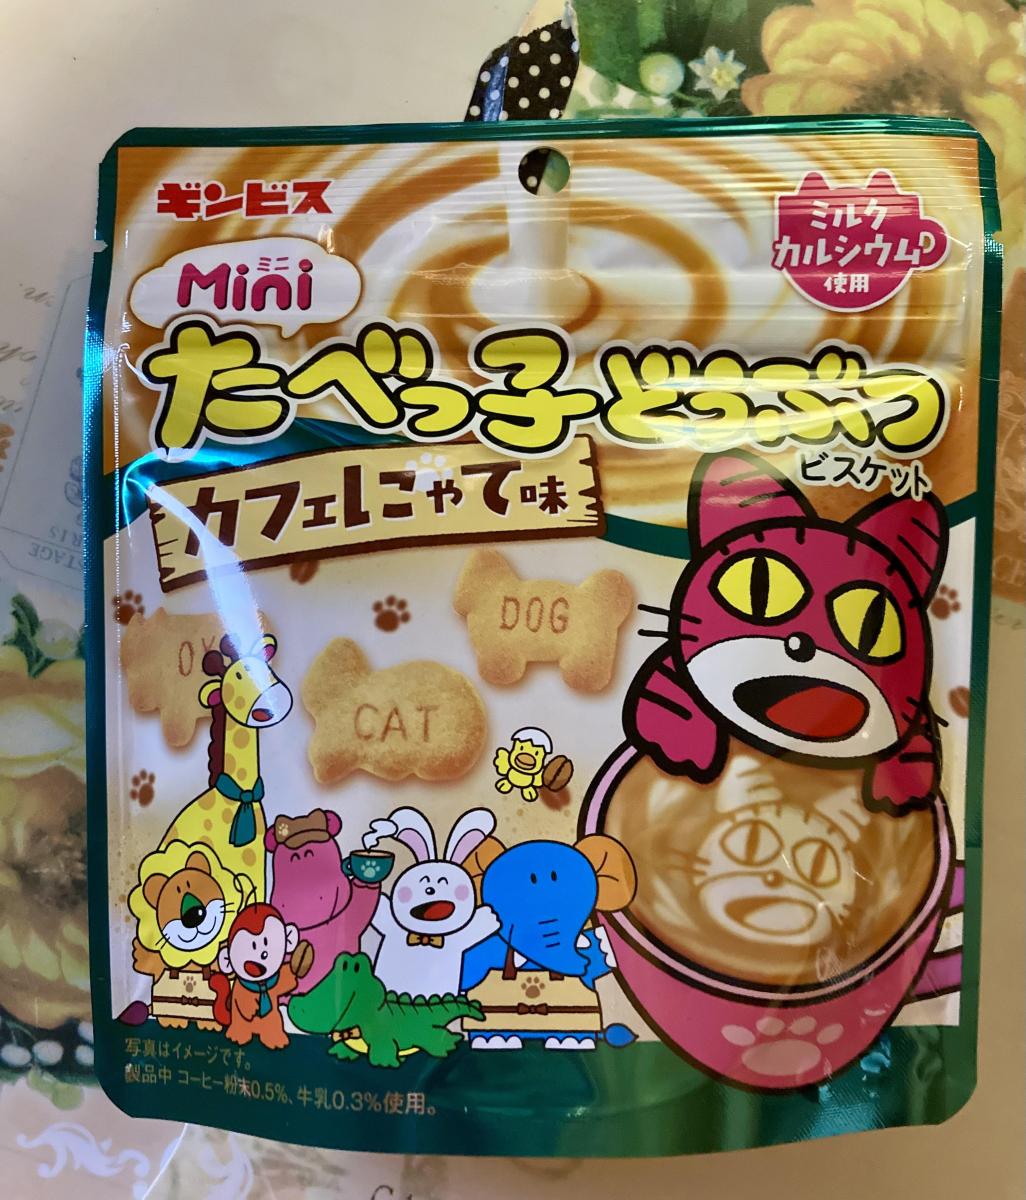 ギンビス
ミルク
カルシウム
使用
ミニ
Mini
たべっ子どうぶつ
ビスケット
カフェにゃて味
DOG
CAT
写真はイメージです。
製品中 コーヒー粉末0.5%、牛乳0.3%使用。